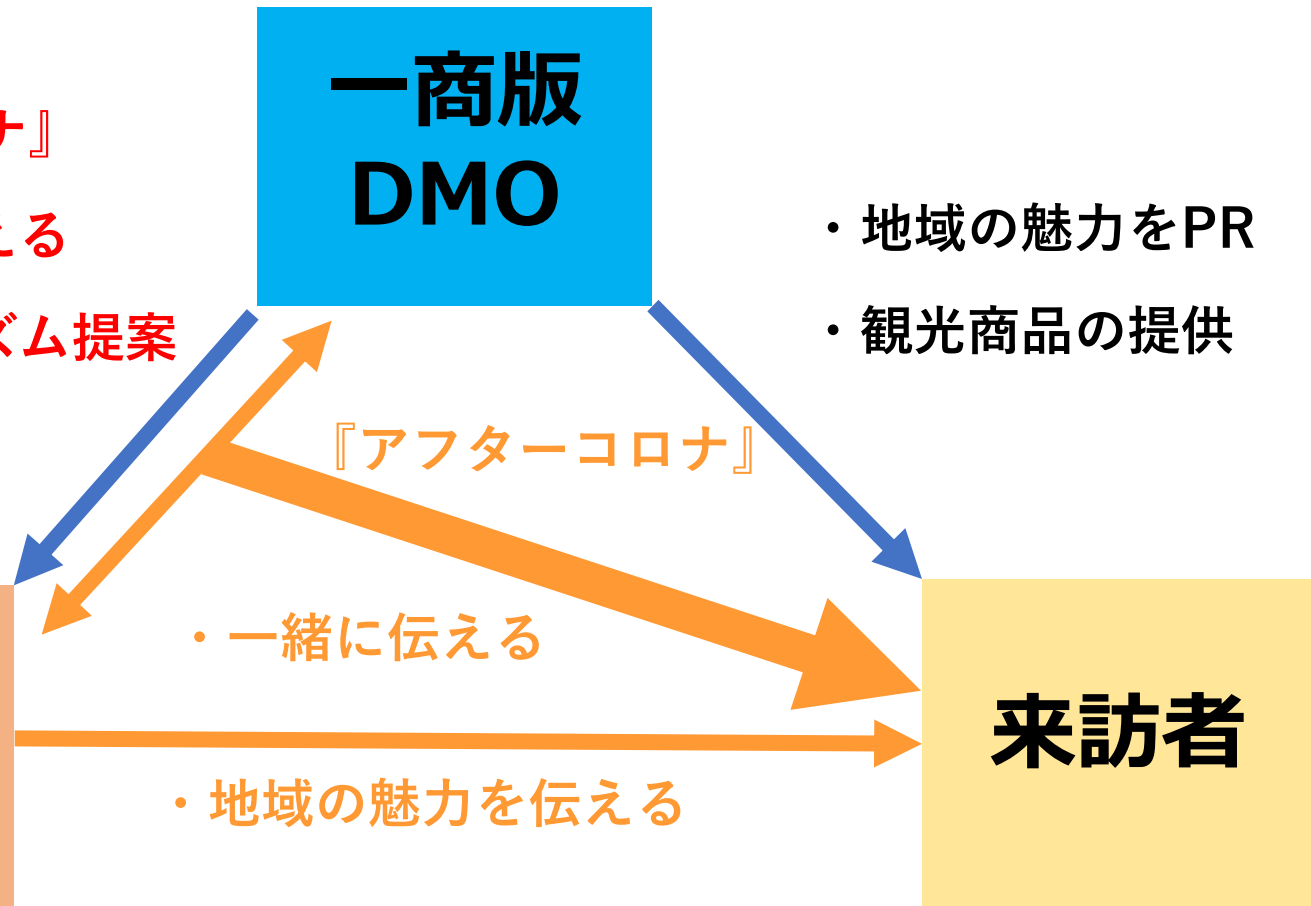 一商版
DMO
ナ』
える
ズム提案
・地域の魅力をPR
・観光商品の提供
『アフターコロナ』
・一緒に伝える
・地域の魅力を伝える
来訪者